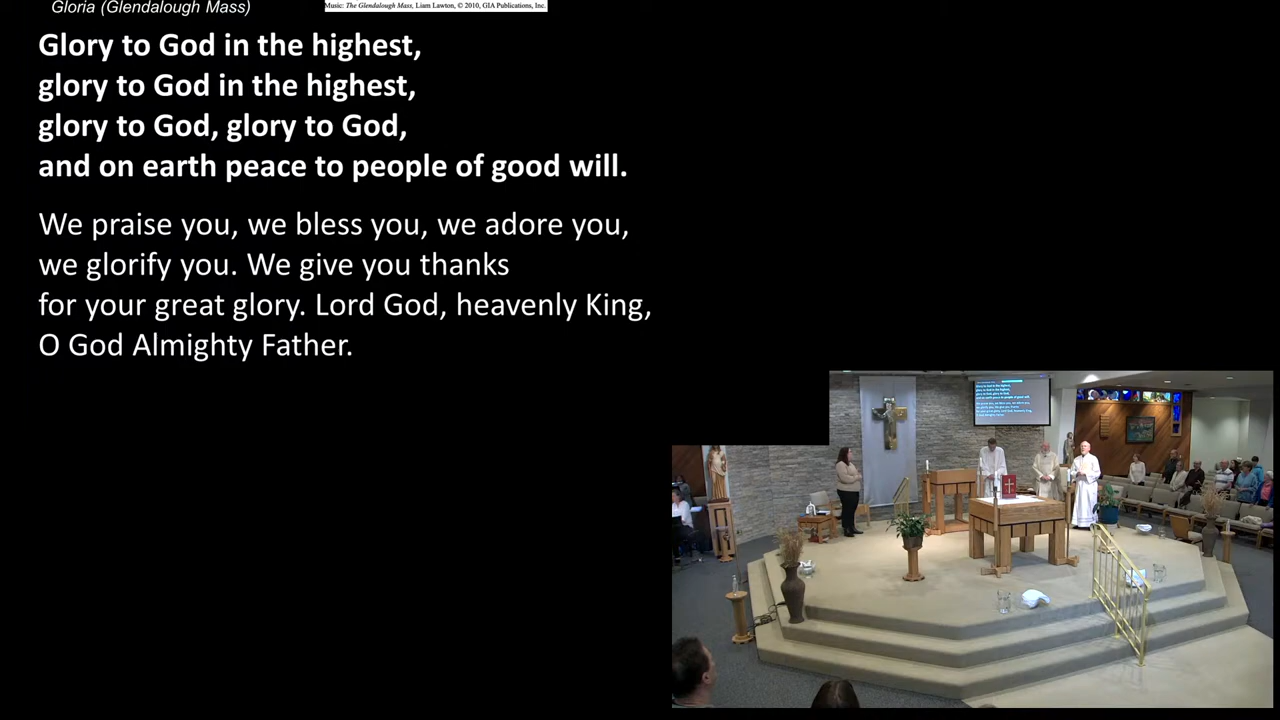 Gloria (Glendalough Mass)
Music: The Glendalough Mass, Liam Lawton, © 2010, GIA Publications, Inc.
Glory to God in the highest,
glory to God in the highest,
glory to God, glory to God,
and on earth peace to people of good will.
We praise you, we bless you, we adore you,
we glorify you. We give you thanks
for your great glory. Lord God, heavenly King,
O God Almighty Father.